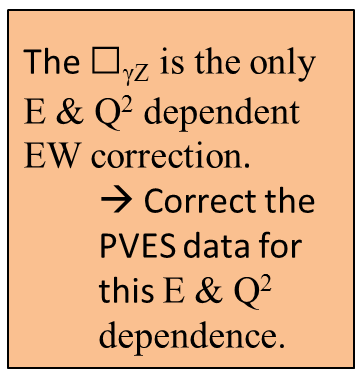 The □γZ is the only
E & Q² dependent
EW correction.
→ Correct the
PVES data for
this E & Q²
dependence.